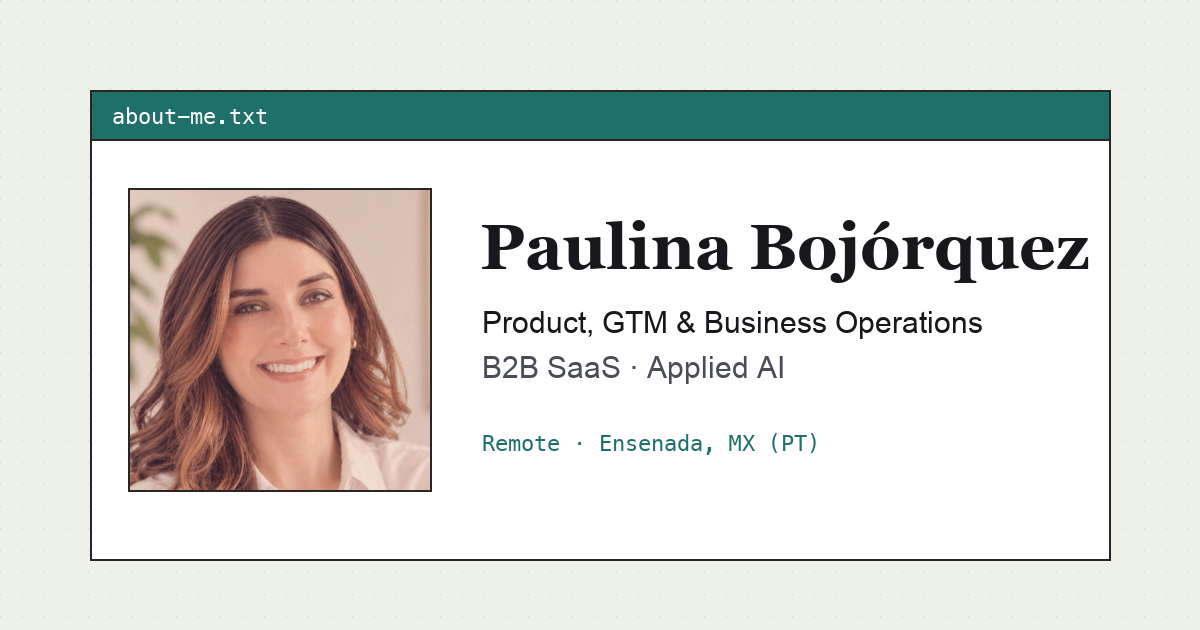 about-me.txt
Paulina Bojórquez
Product, GTM & Business Operations
B2B SaaS · Applied AI
Remote · Ensenada, MX (PT)